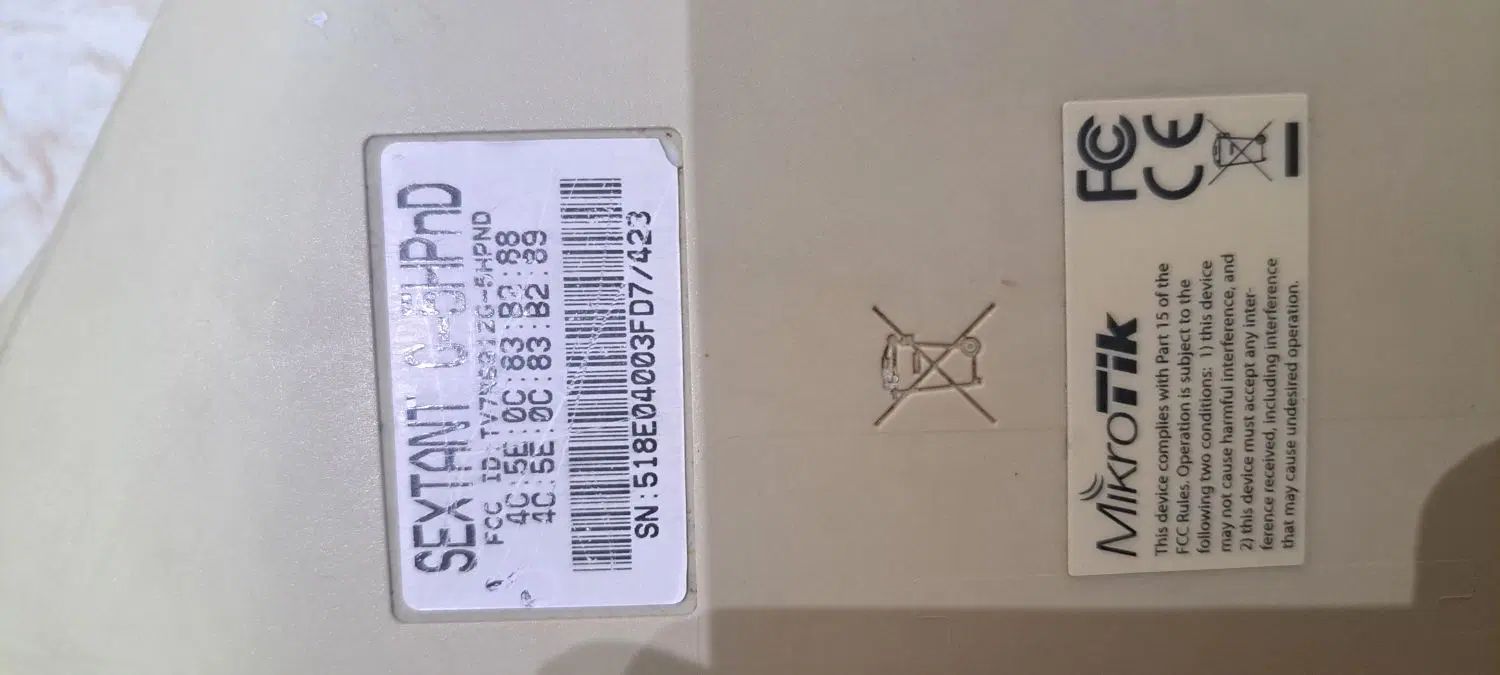 SEXTANT G-5HPnD
FCC ID:
4C:5E:0C:83:B2:88
4C:5E:0C:83:B2:89
SN:518E04003FD7/423
MikroTik
This device complies with Part 15 of the
FCC Rules. Operation is subject to the
following two conditions: 1) this device
may not cause harmful interference, and
2) this device must accept any inter-
ference received, including interference
that may cause undesired operation.
FC
CE